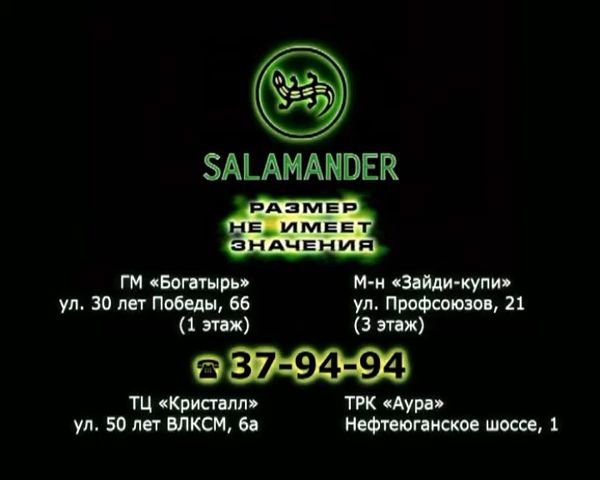 SALAMANDER
РАЗМЕР
НЕ ИМЕЕТ
ЗНАЧЕНИЯ
ГМ «Богатырь»
ул. 30 лет Победы, 66
(1 этаж)
М-н «Зайди-купи»
ул. Профсоюзов, 21
(3 этаж)
☎ 37-94-94
ТЦ «Кристалл»
ул. 50 лет ВЛКСМ, 6а
ТРК «Аура»
Нефтеюганское шоссе, 1